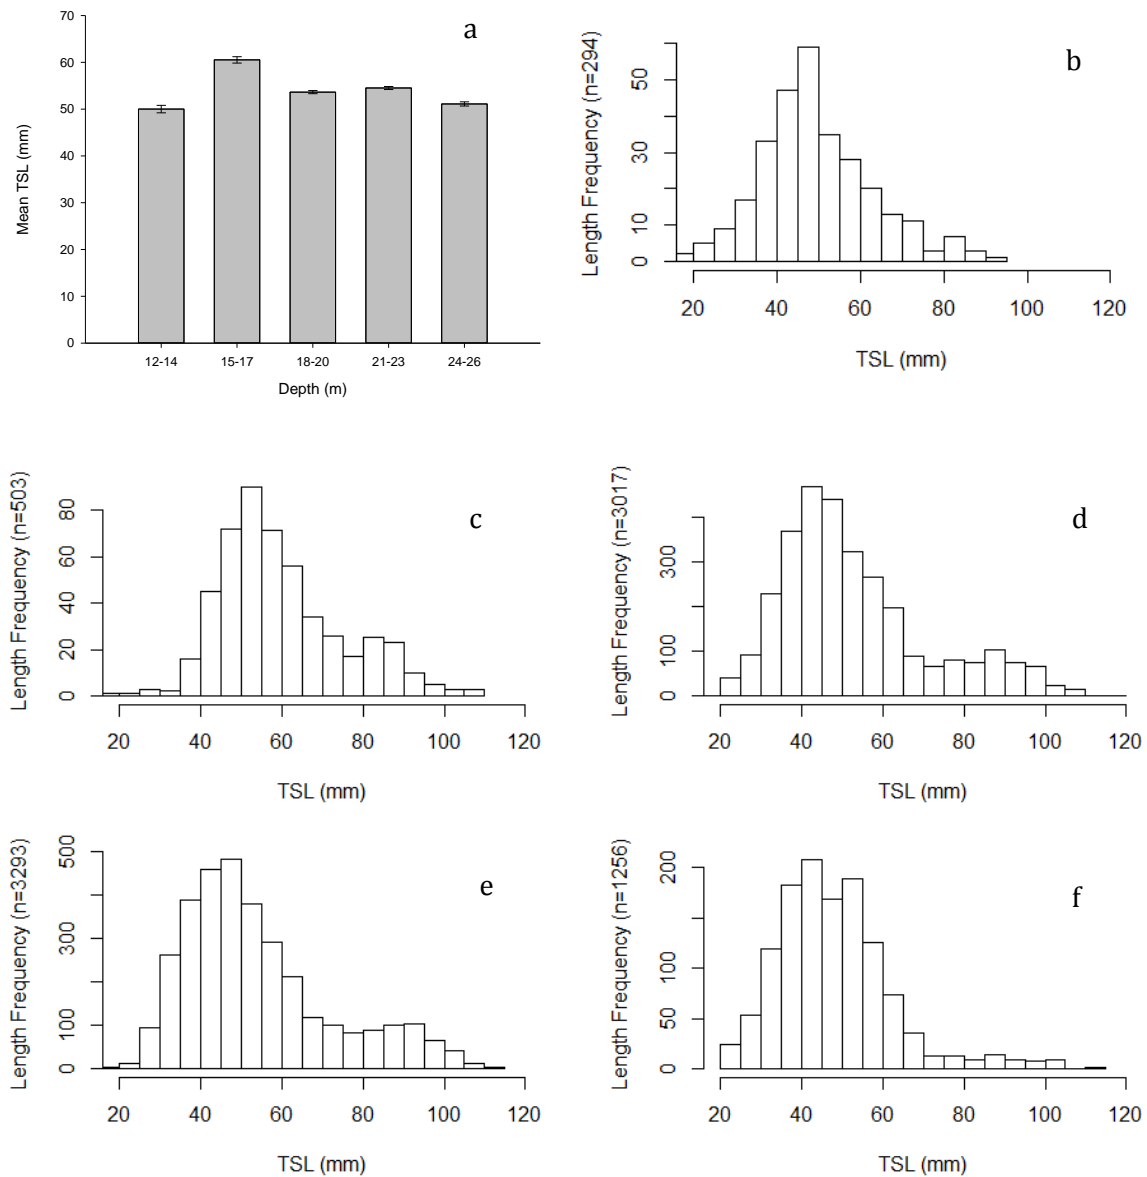 a
70
60
50
40
30
20
10
0
Mean TSL (mm)
12-14 15-17 18-20 21-23 24-26
Depth (m)
b
Length Frequency (n=294)
50
30
10
0
20 40 60 80 100 120
TSL (mm)
c
Length Frequency (n=503)
80
60
40
20
0
20 40 60 80 100 120
TSL (mm)
d
Length Frequency (n=3017)
300
100
0
20 40 60 80 100 120
TSL (mm)
e
Length Frequency (n=3293)
500
300
100
0
20 40 60 80 100 120
TSL (mm)
f
Length Frequency (n=1256)
200
100
50
0
20 40 60 80 100 120
TSL (mm)